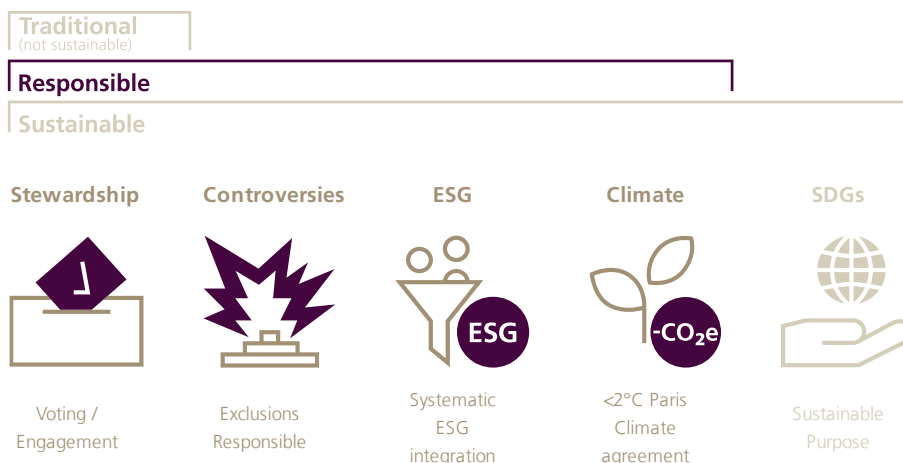 Traditional
(not sustainable)
Responsible
Sustainable
Stewardship Controversies ESG Climate SDGs
ESG
-CO₂e
Voting /
Engagement
Exclusions
Responsible
Systematic
ESG
integration
<2°C Paris
Climate
agreement
Sustainable
Purpose